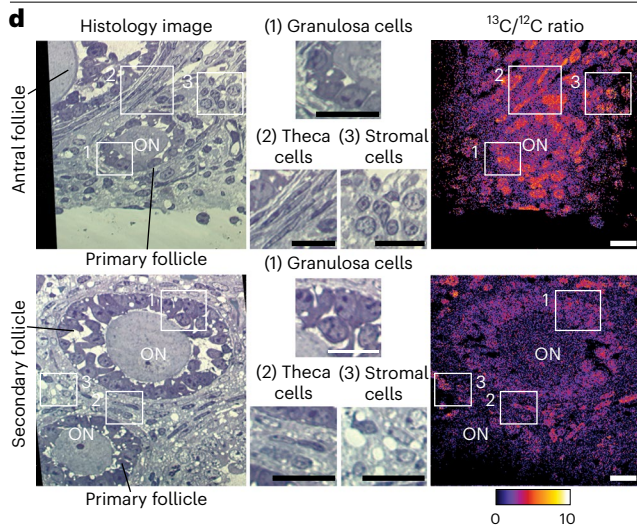 d
Histology image
(1) Granulosa cells
13C/12C ratio
Antral follicle
2
3
1
ON
(2) Theca
cells
(3) Stromal
cells
2
3
1
ON
Primary follicle
(1) Granulosa cells
Secondary follicle
1
ON
3
2
ON
(2) Theca
cells
(3) Stromal
cells
1
ON
3
2
ON
Primary follicle
0
10